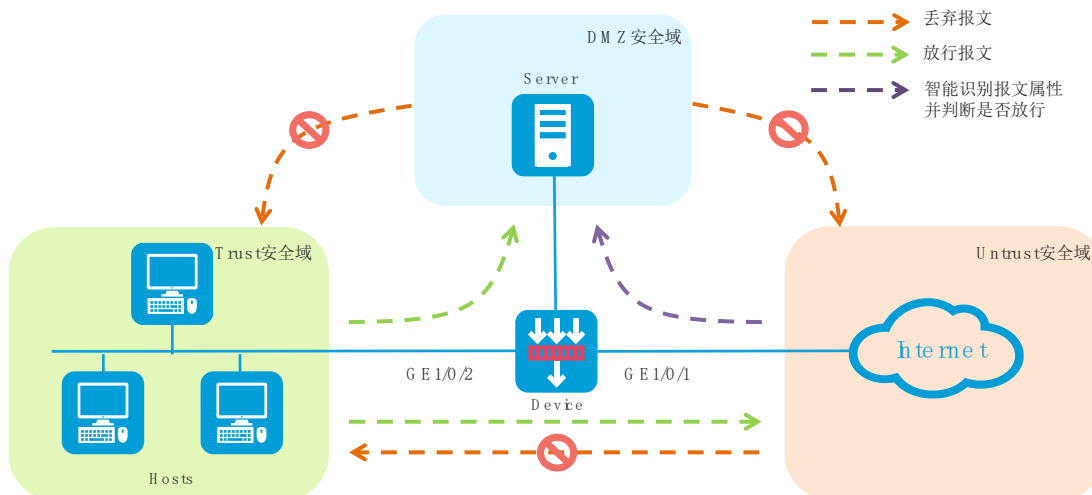 DMZ安全域
Server
丢弃报文
放行报文
智能识别报文属性
并判断是否放行
Trust安全域
Untrust安全域
Internet
GE1/0/2
GE1/0/1
Device
Hosts